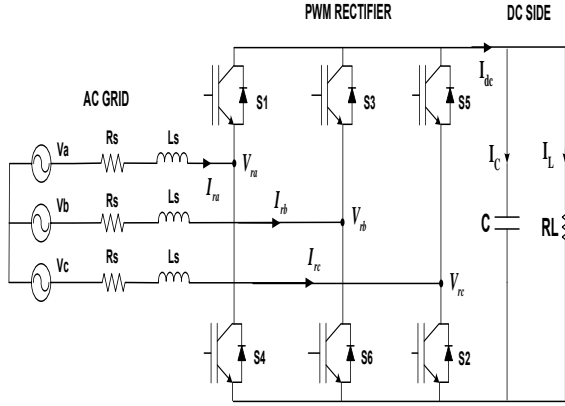 PWM RECTIFIER
DC SIDE
AC GRID
S1
S3
S5
Idc
Va
Rs
Ls
Ira
Vra
IC
IL
Vb
Rs
Ls
Irb
Vrb
C
RL
Vc
Rs
Ls
Irc
Vrc
S4
S6
S2